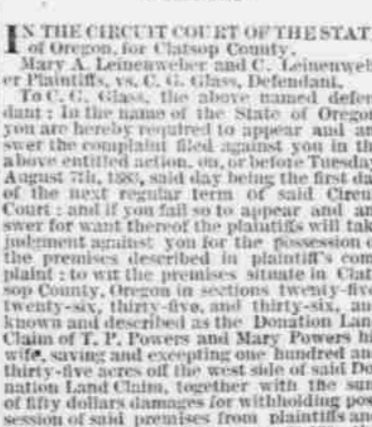 IN THE CIRCUIT COURT OF THE STAT
of Oregon, for Clatsop County.
Mary A. Leinenweber and C. Leinenweb
er Plaintiffs, vs. C. G. Glass, Defendant.
To C. G. Glass, the above named defen
dant: In the name of the State of Oregon
you are hereby required to appear and an
swer the complaint filed against you in th
above entitled action, on, or before Tuesday
August 7th, 1883, said day being the first da
of the next regular term of said Circu
Court: and if you fail so to appear and an
swer for want thereof the plaintiffs will tak
judgment against you for the possession o
the premises described in plaintiff's com
plaint: to wit the premises situate in Clat
sop County, Oregon in sections twenty-five
twenty-six, thirty-five, and thirty-six, an
known and described as the Donation Lan
Claim of T. P. Powers and Mary Powers hi
wife, saving and excepting one hundred an
thirty-five acres off the west side of said Do
nation Land Claim, together with the sum
of fifty dollars damages for withholding pos
session of said premises from plaintiffs an